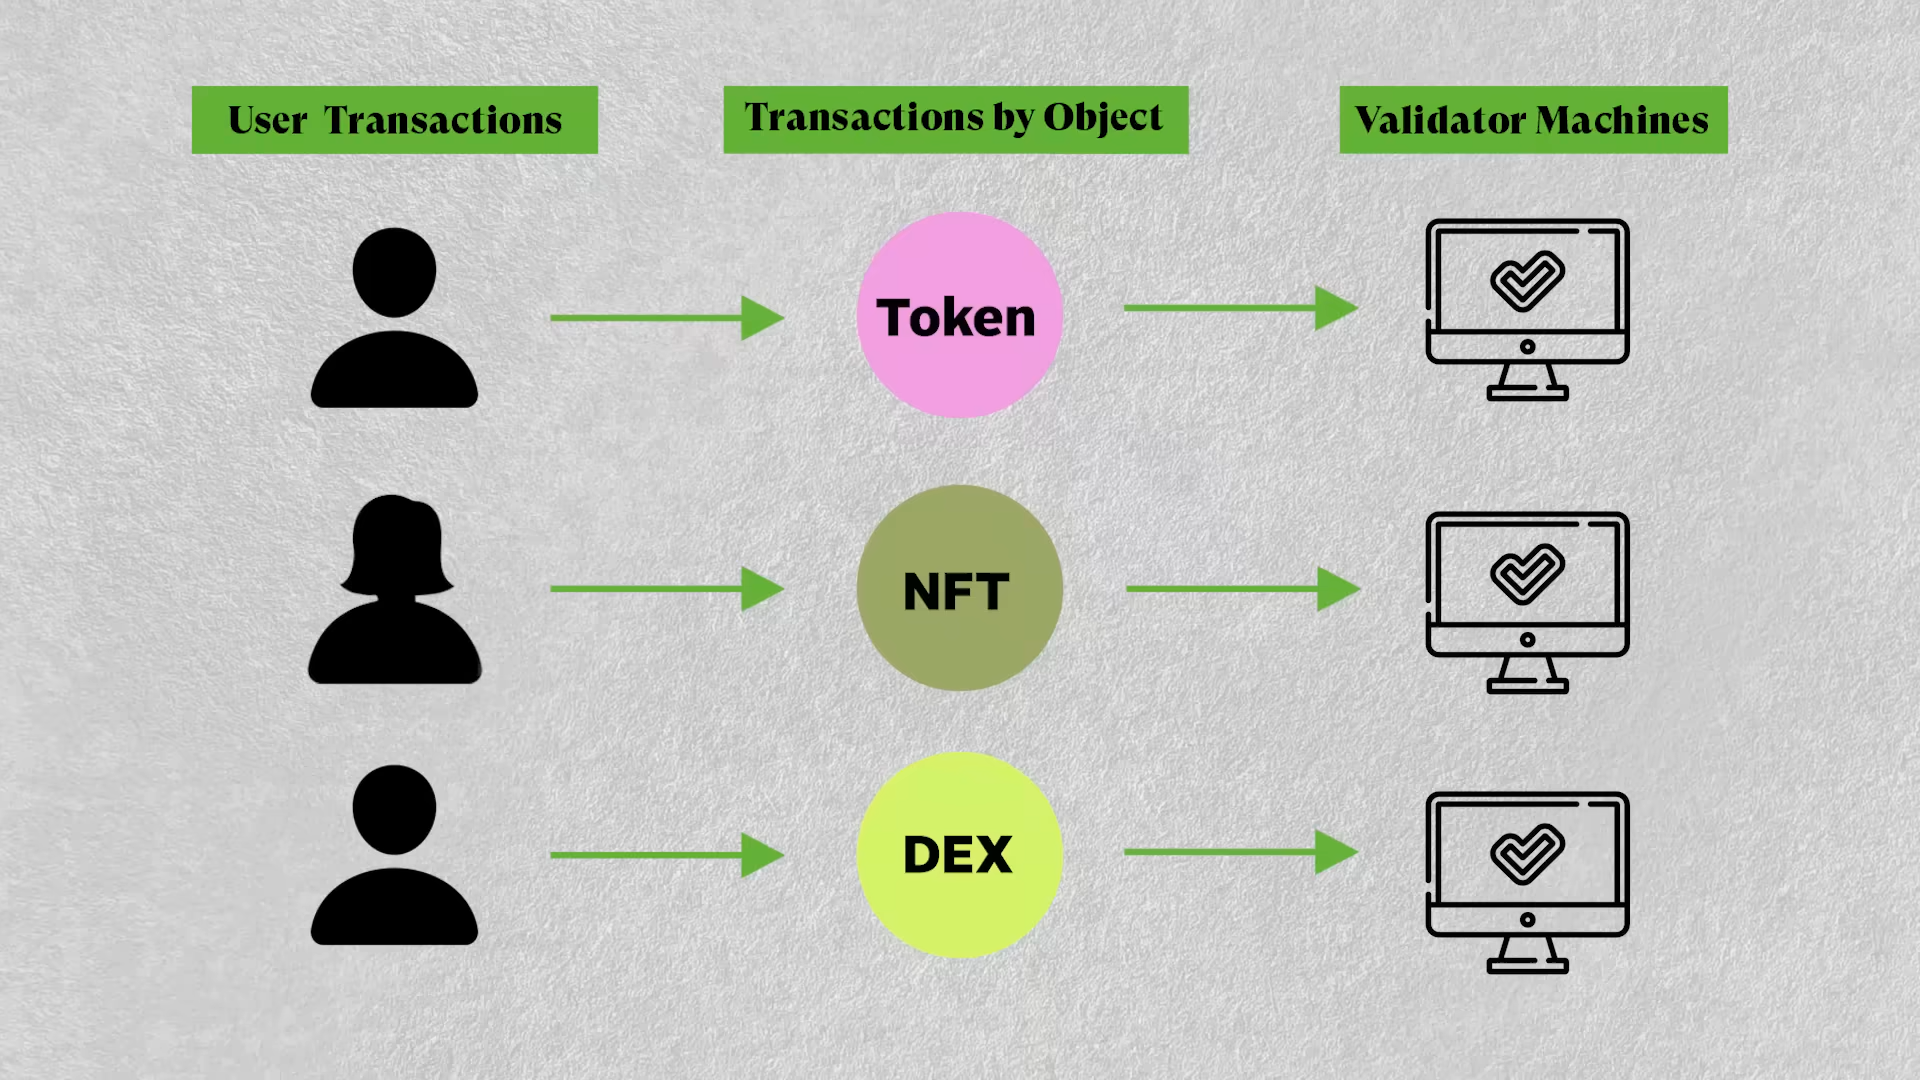 User Transactions
Transactions by Object
Validator Machines
Token
NFT
DEX